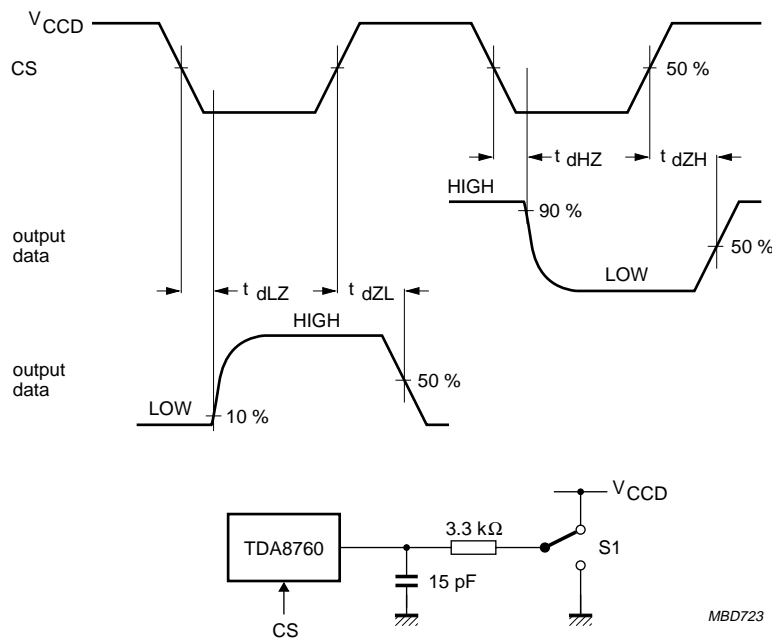 VCCD
CS
50 %
t dHZ
t dZH
HIGH
90 %
output
data
50 %
LOW
t dLZ
t dZL
HIGH
output
data
50 %
LOW
10 %
VCCD
3.3 kΩ
TDA8760
S1
15 pF
CS
MBD723